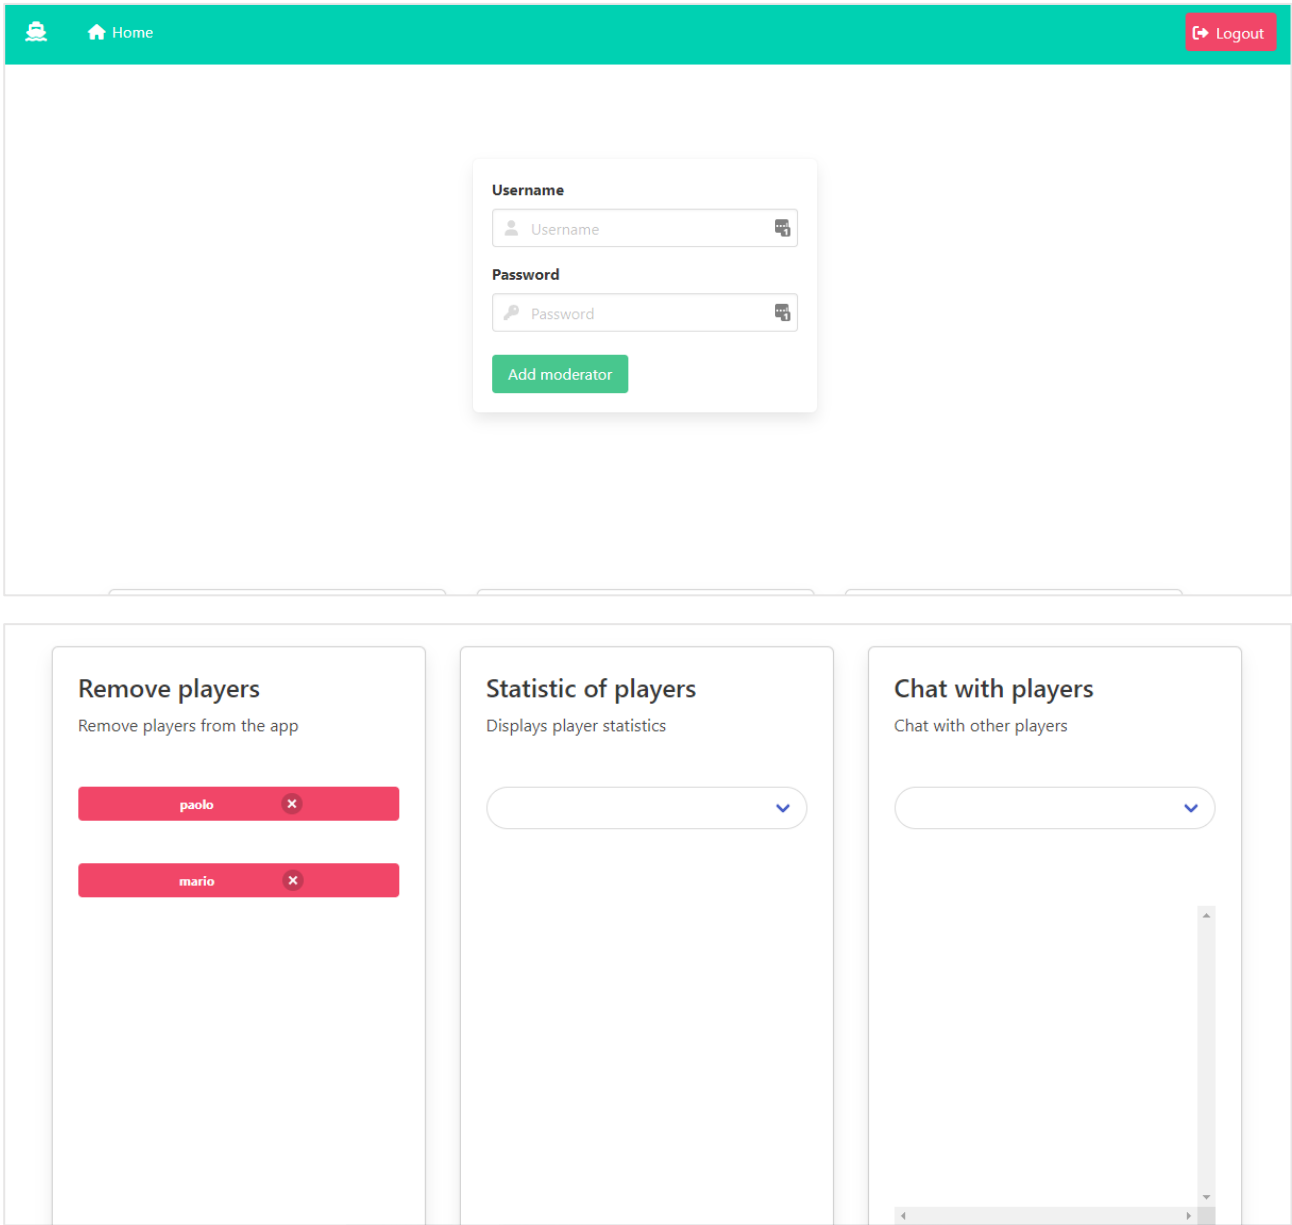 Home
Logout
Username
Username
Password
Password
Add moderator
Remove players
Remove players from the app
paolo
mario
Statistic of players
Displays player statistics
Chat with players
Chat with other players